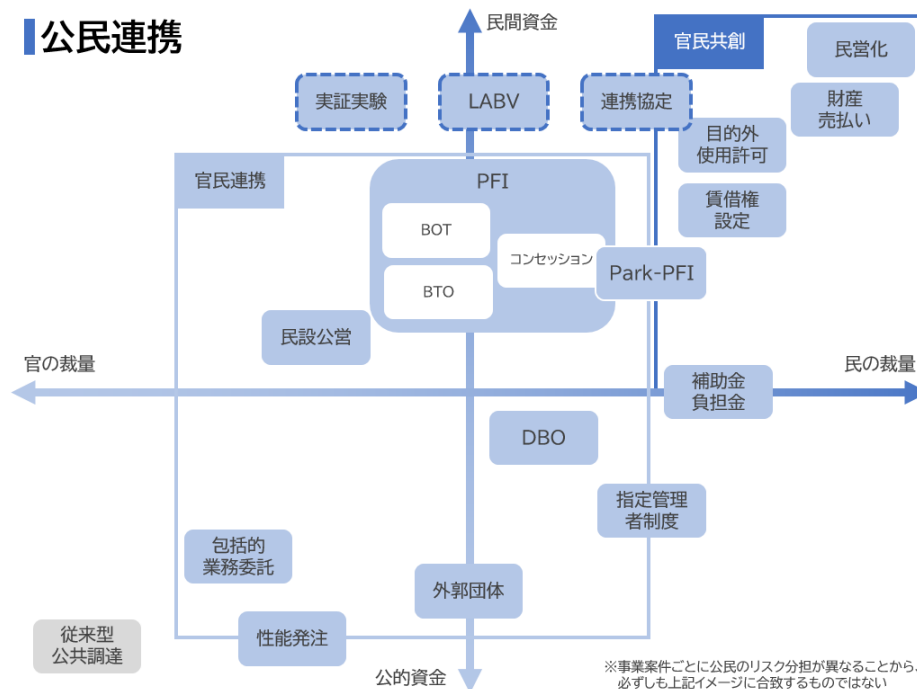 公民連携
民間資金
官民共創
民営化
実証実験
LABV
連携協定
財産
売払い
目的外
使用許可
官民連携
PFI
賃借権
設定
BOT
コンセッション
Park-PFI
BTO
民設公営
官の裁量
民の裁量
補助金
負担金
DBO
指定管理
者制度
包括的
業務委託
外郭団体
性能発注
従来型
公共調達
公的資金
※事業案件ごとに公民のリスク分担が異なることから、
必ずしも上記イメージに合致するものではない